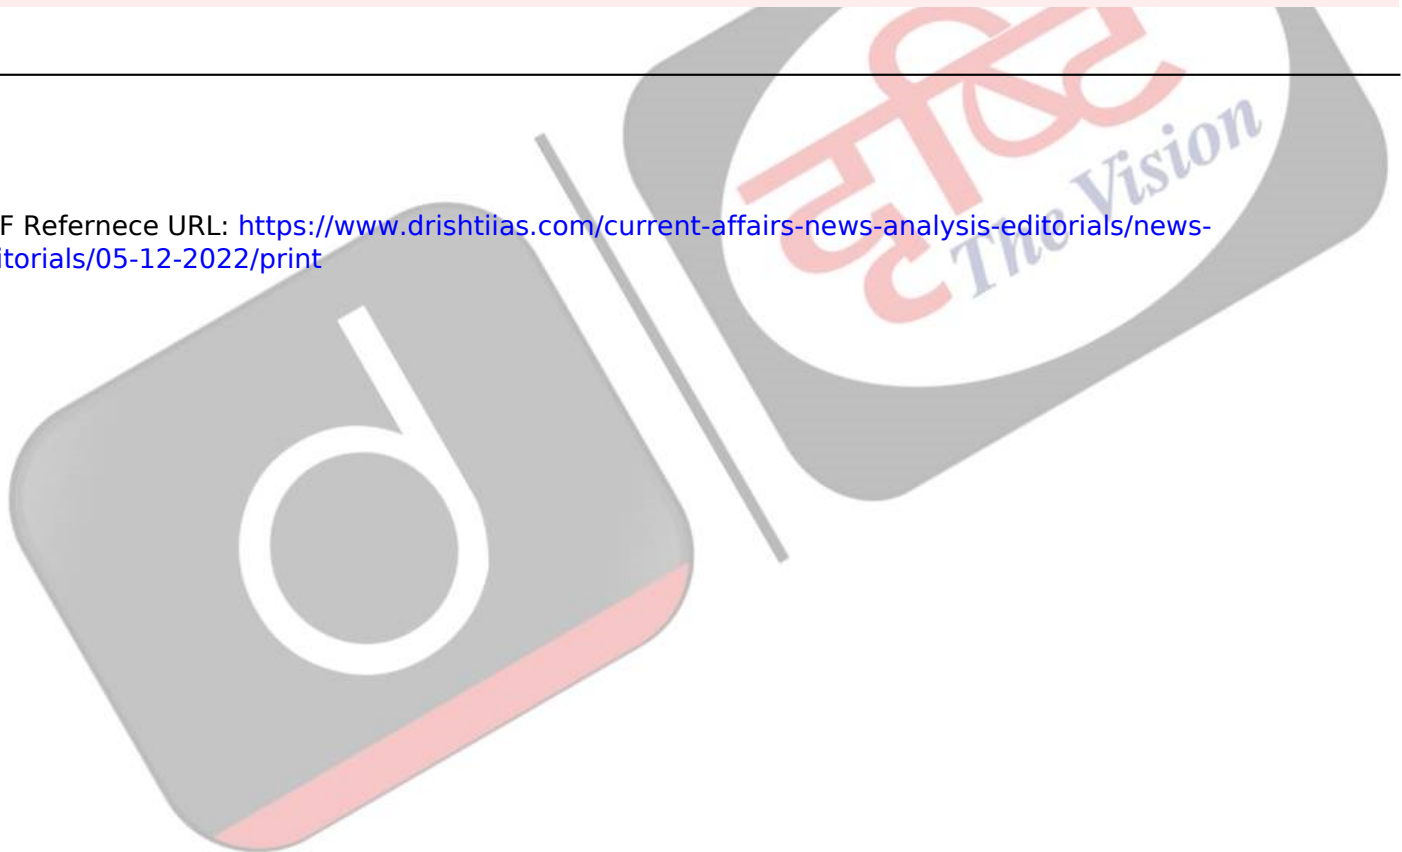 दृष्टि
The Vision
F Refernece URL: https://www.drishtiias.com/current-affairs-news-analysis-editorials/news-
itorials/05-12-2022/print
d